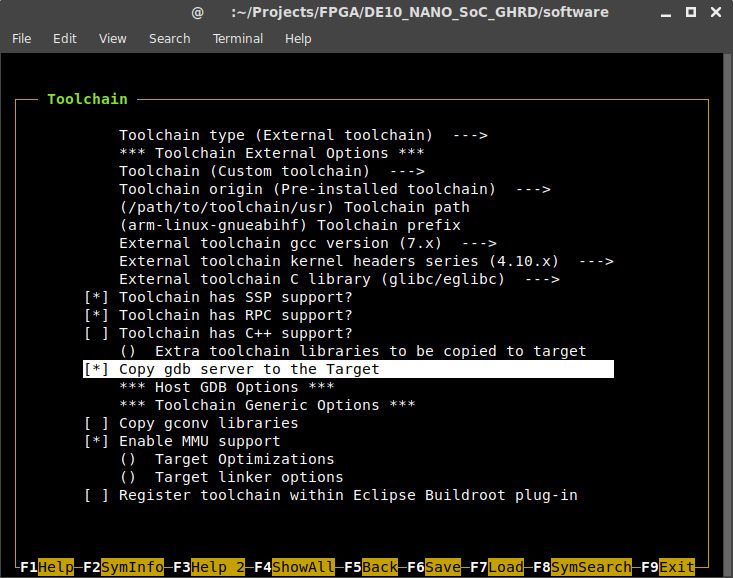 @ :~/Projects/FPGA/DE10_NANO_SoC_GHRD/software
File Edit View Search Terminal Help
Toolchain
Toolchain type (External toolchain) --->
*** Toolchain External Options ***
Toolchain (Custom toolchain) --->
Toolchain origin (Pre-installed toolchain) --->
(/path/to/toolchain/usr) Toolchain path
(arm-linux-gnueabihf) Toolchain prefix
External toolchain gcc version (7.x) --->
External toolchain kernel headers series (4.10.x) --->
External toolchain C library (glibc/eglibc) --->
[*] Toolchain has SSP support?
[*] Toolchain has RPC support?
[ ] Toolchain has C++ support?
() Extra toolchain libraries to be copied to target
[*] Copy gdb server to the Target
*** Host GDB Options ***
*** Toolchain Generic Options ***
[ ] Copy gconv libraries
[*] Enable MMU support
() Target Optimizations
() Target linker options
[ ] Register toolchain within Eclipse Buildroot plug-in
F1Help F2SymInfo F3Help 2 F4ShowAll F5Back F6Save F7Load F8SymSearch F9Exit